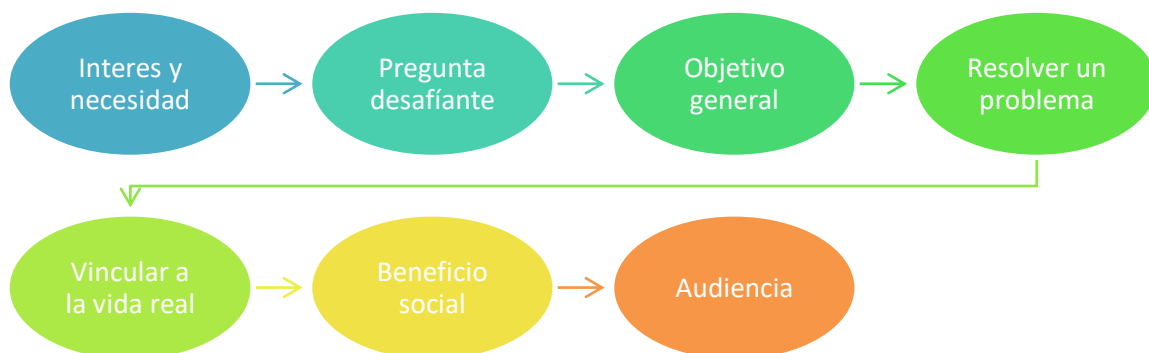 Interes y
necesidad
Pregunta
desafíante
Objetivo
general
Resolver un
problema
Vincular a
la vida real
Beneficio
social
Audiencia